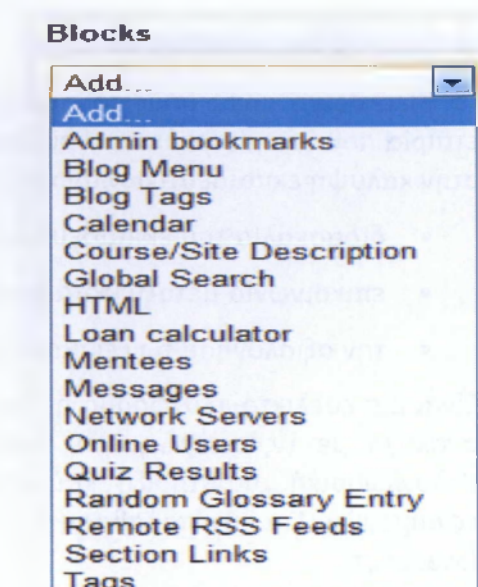 Blocks
Add...
Add...
Admin bookmarks
Blog Menu
Blog Tags
Calendar
Course/Site Description
Global Search
HTML
Loan calculator
Mentees
Messages
Network Servers
Online Users
Quiz Results
Random Glossary Entry
Remote RSS Feeds
Section Links
Tags